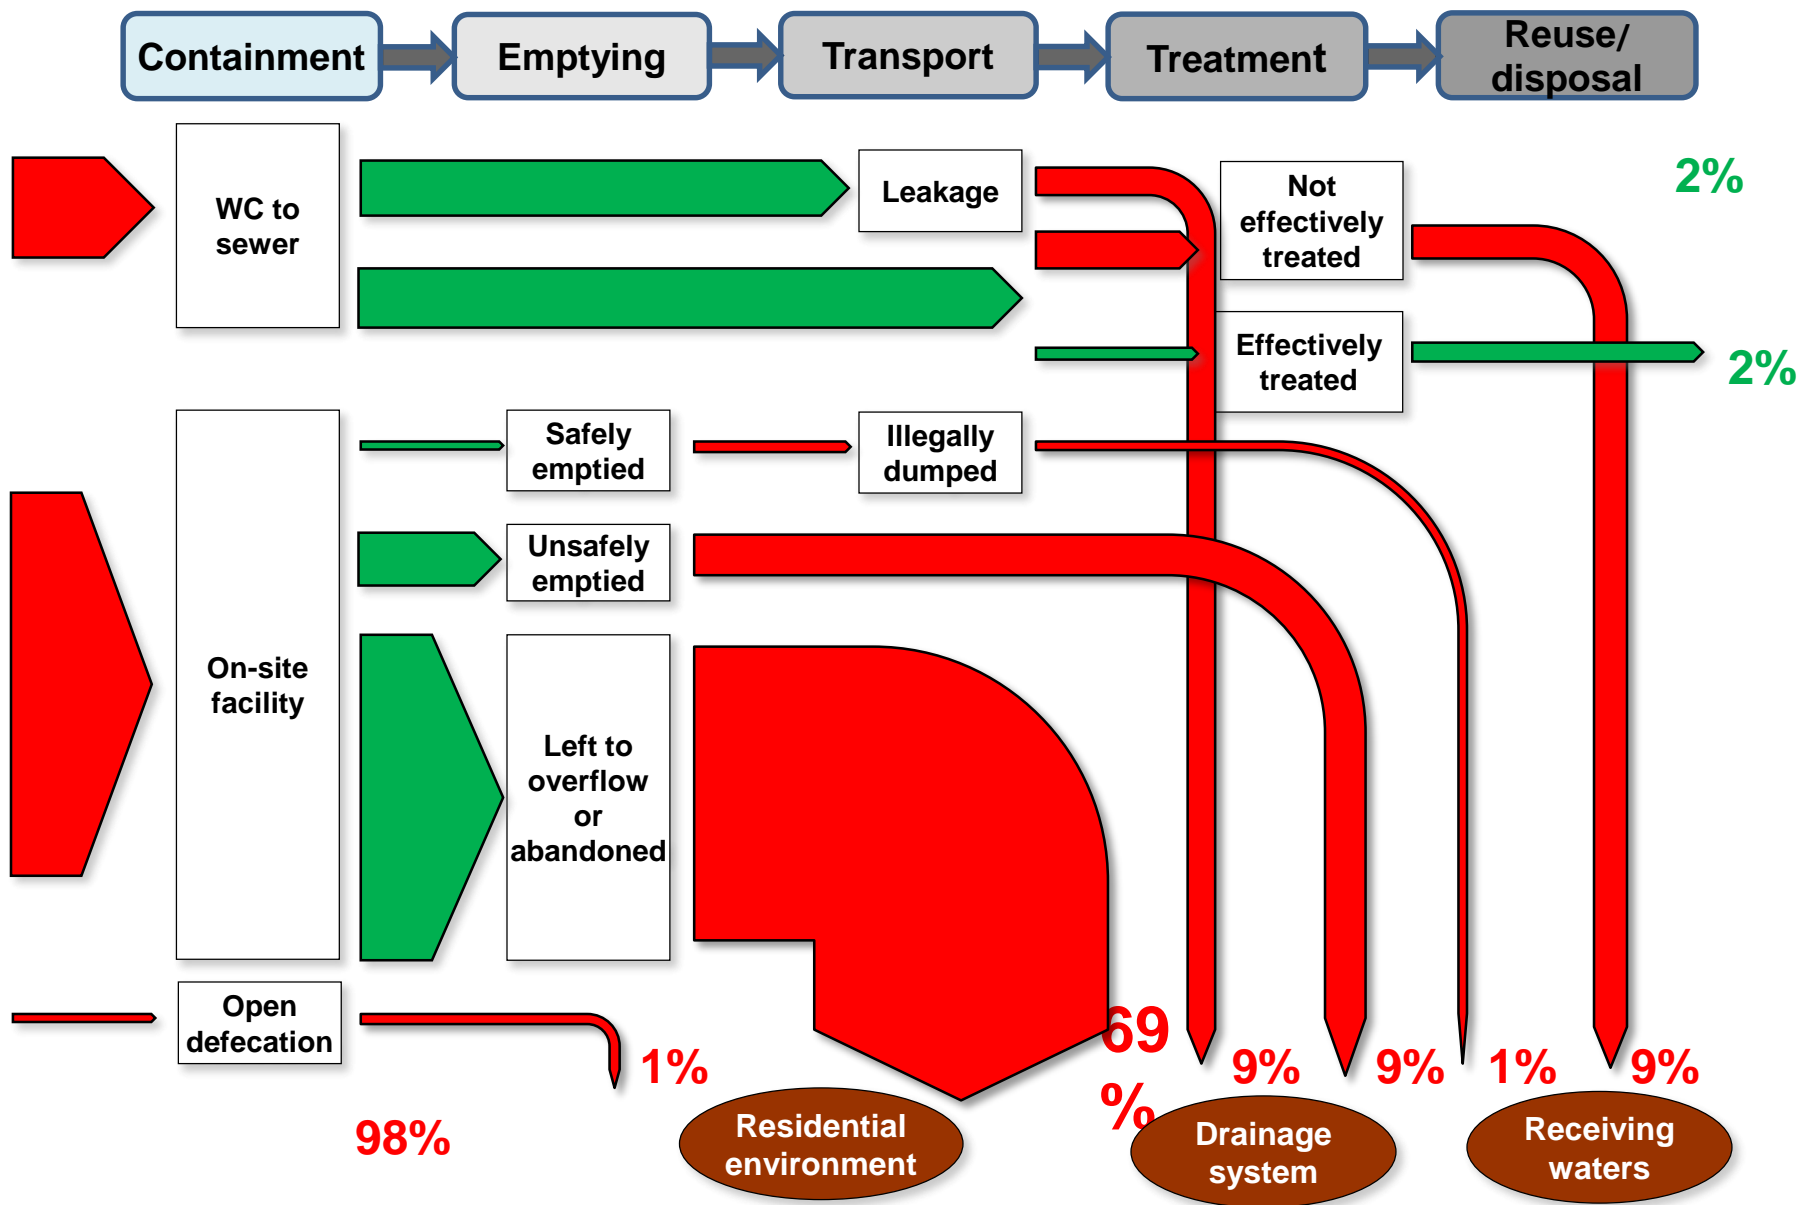 Containment
Emptying
Transport
Treatment
Reuse/
disposal
WC to
sewer
Leakage
Not
effectively
treated
2%
Effectively
treated
2%
On-site
facility
Safely
emptied
Illegally
dumped
Unsafely
emptied
Left to
overflow
or
abandoned
Open
defecation
1%
69
%
9%
9%
1%
9%
98%
Residential
environment
Drainage
system
Receiving
waters